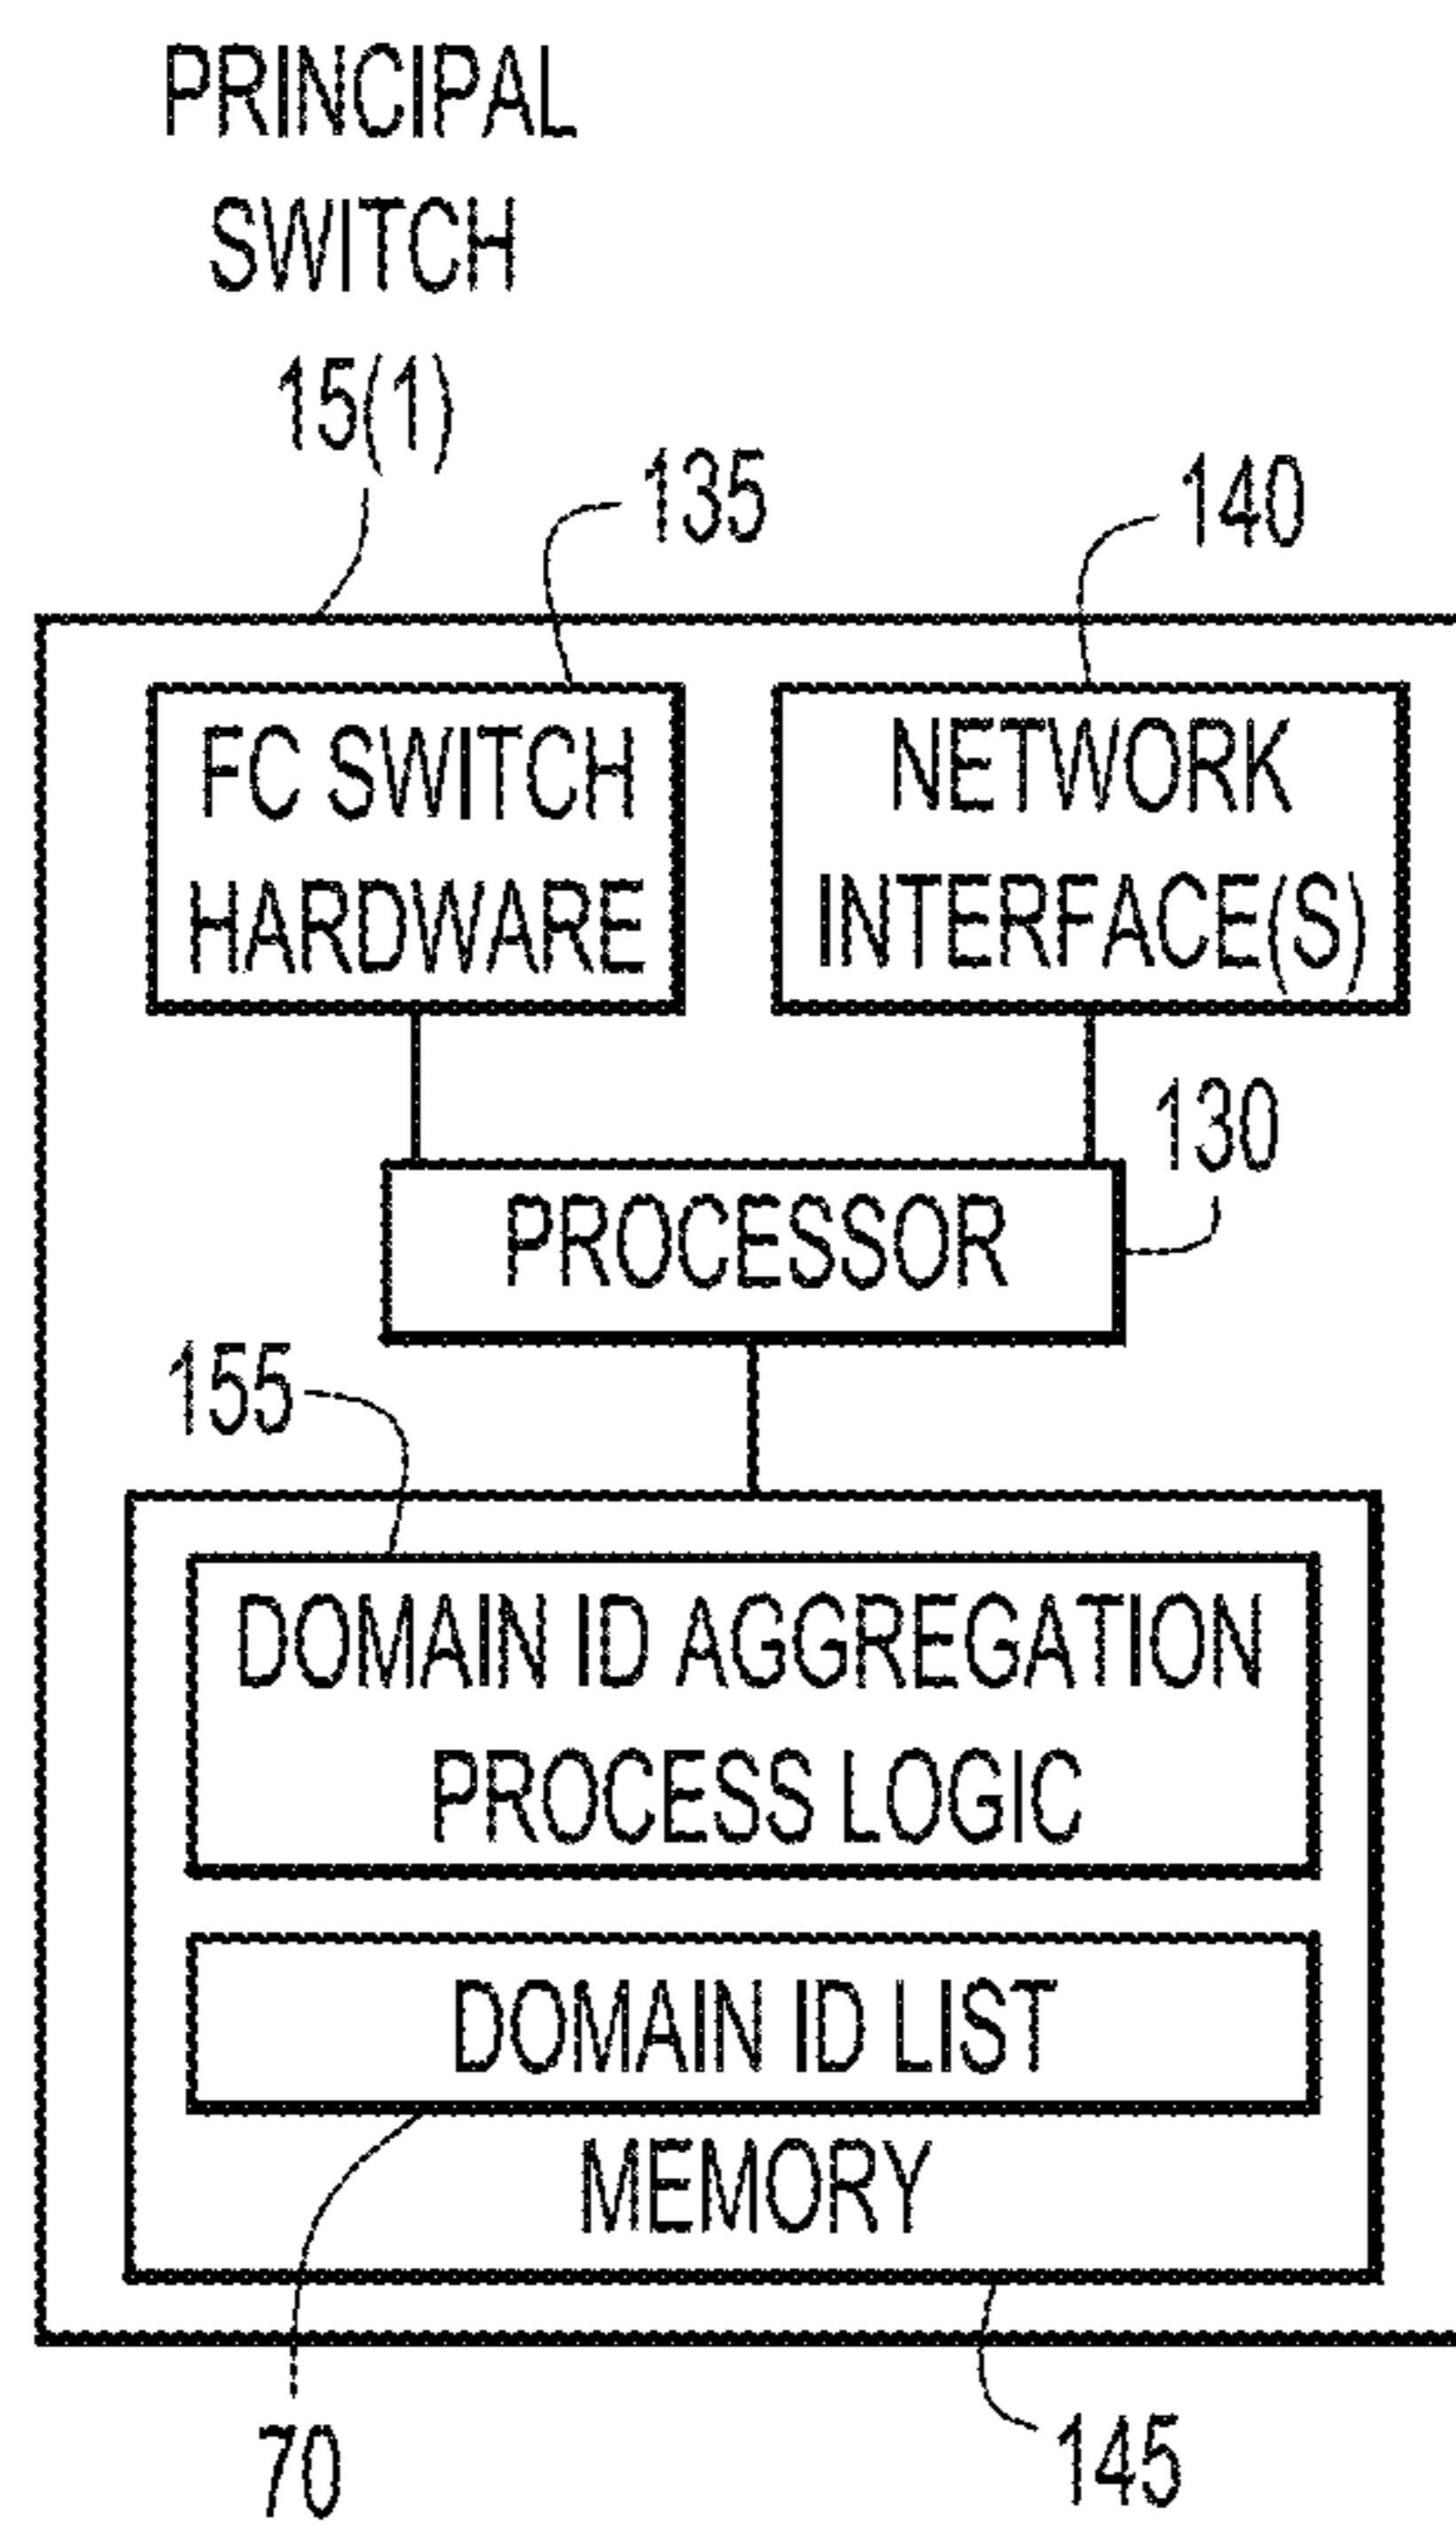 PRINCIPAL
SWITCH
15(1)
135
140
FC SWITCH
HARDWARE
NETWORK
INTERFACE(S)
130
PROCESSOR
155
DOMAIN ID AGGREGATION
PROCESS LOGIC
DOMAIN ID LIST
MEMORY
70
145